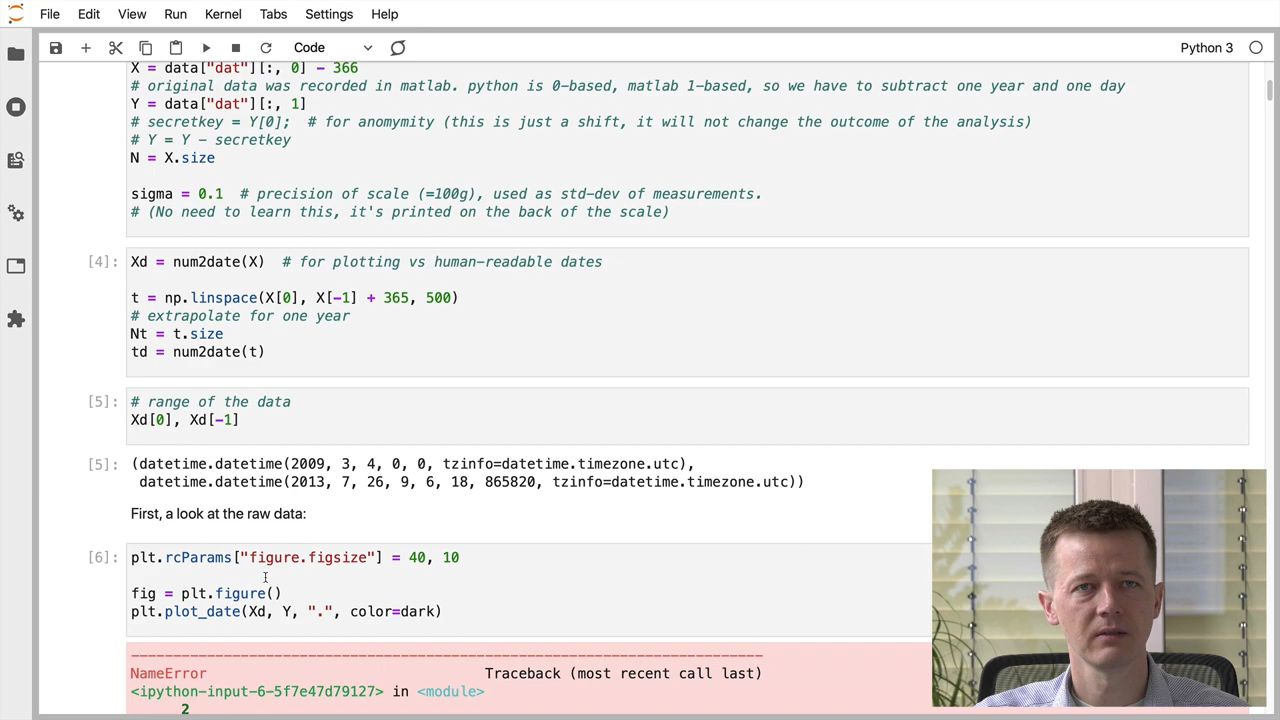 File Edit View Run Kernel Tabs Settings Help
Code
Python 3
X = data["dat"][:, 0] - 366
# original data was recorded in matlab. python is 0-based, matlab 1-based, so we have to subtract one year and one day
Y = data["dat"][:, 1]
# secretkey = Y[0];  # for anomymity (this is just a shift, it will not change the outcome of the analysis)
# Y = Y - secretkey
N = X.size
sigma = 0.1  # precision of scale (=100g), used as std-dev of measurements.
# (No need to learn this, it's printed on the back of the scale)
[4]: Xd = num2date(X)  # for plotting vs human-readable dates
t = np.linspace(X[0], X[-1] + 365, 500)
# extrapolate for one year
Nt = t.size
td = num2date(t)
[5]: # range of the data
Xd[0], Xd[-1]
[5]: (datetime.datetime(2009, 3, 4, 0, 0, tzinfo=datetime.timezone.utc),
datetime.datetime(2013, 7, 26, 9, 6, 18, 865820, tzinfo=datetime.timezone.utc))
First, a look at the raw data:
[6]: plt.rcParams["figure.figsize"] = 40, 10
fig = plt.figure()
plt.plot_date(Xd, Y, ".", color=dark)
---------------------------------------------------------------------------
NameError                                 Traceback (most recent call last)
<ipython-input-6-5f7e47d79127> in <module>
2